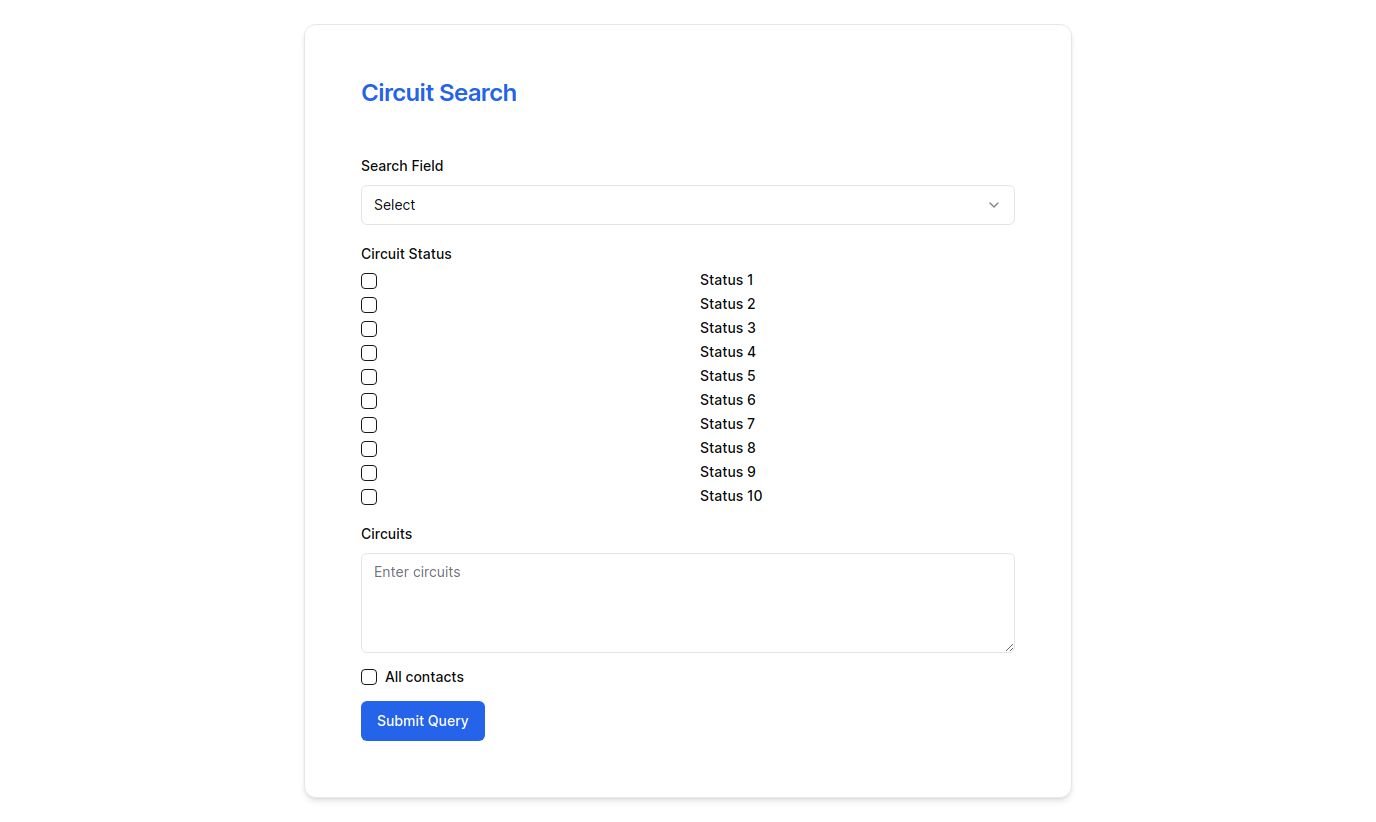 Circuit Search
Search Field
Select
Circuit Status
Status 1
Status 2
Status 3
Status 4
Status 5
Status 6
Status 7
Status 8
Status 9
Status 10
Circuits
Enter circuits
All contacts
Submit Query